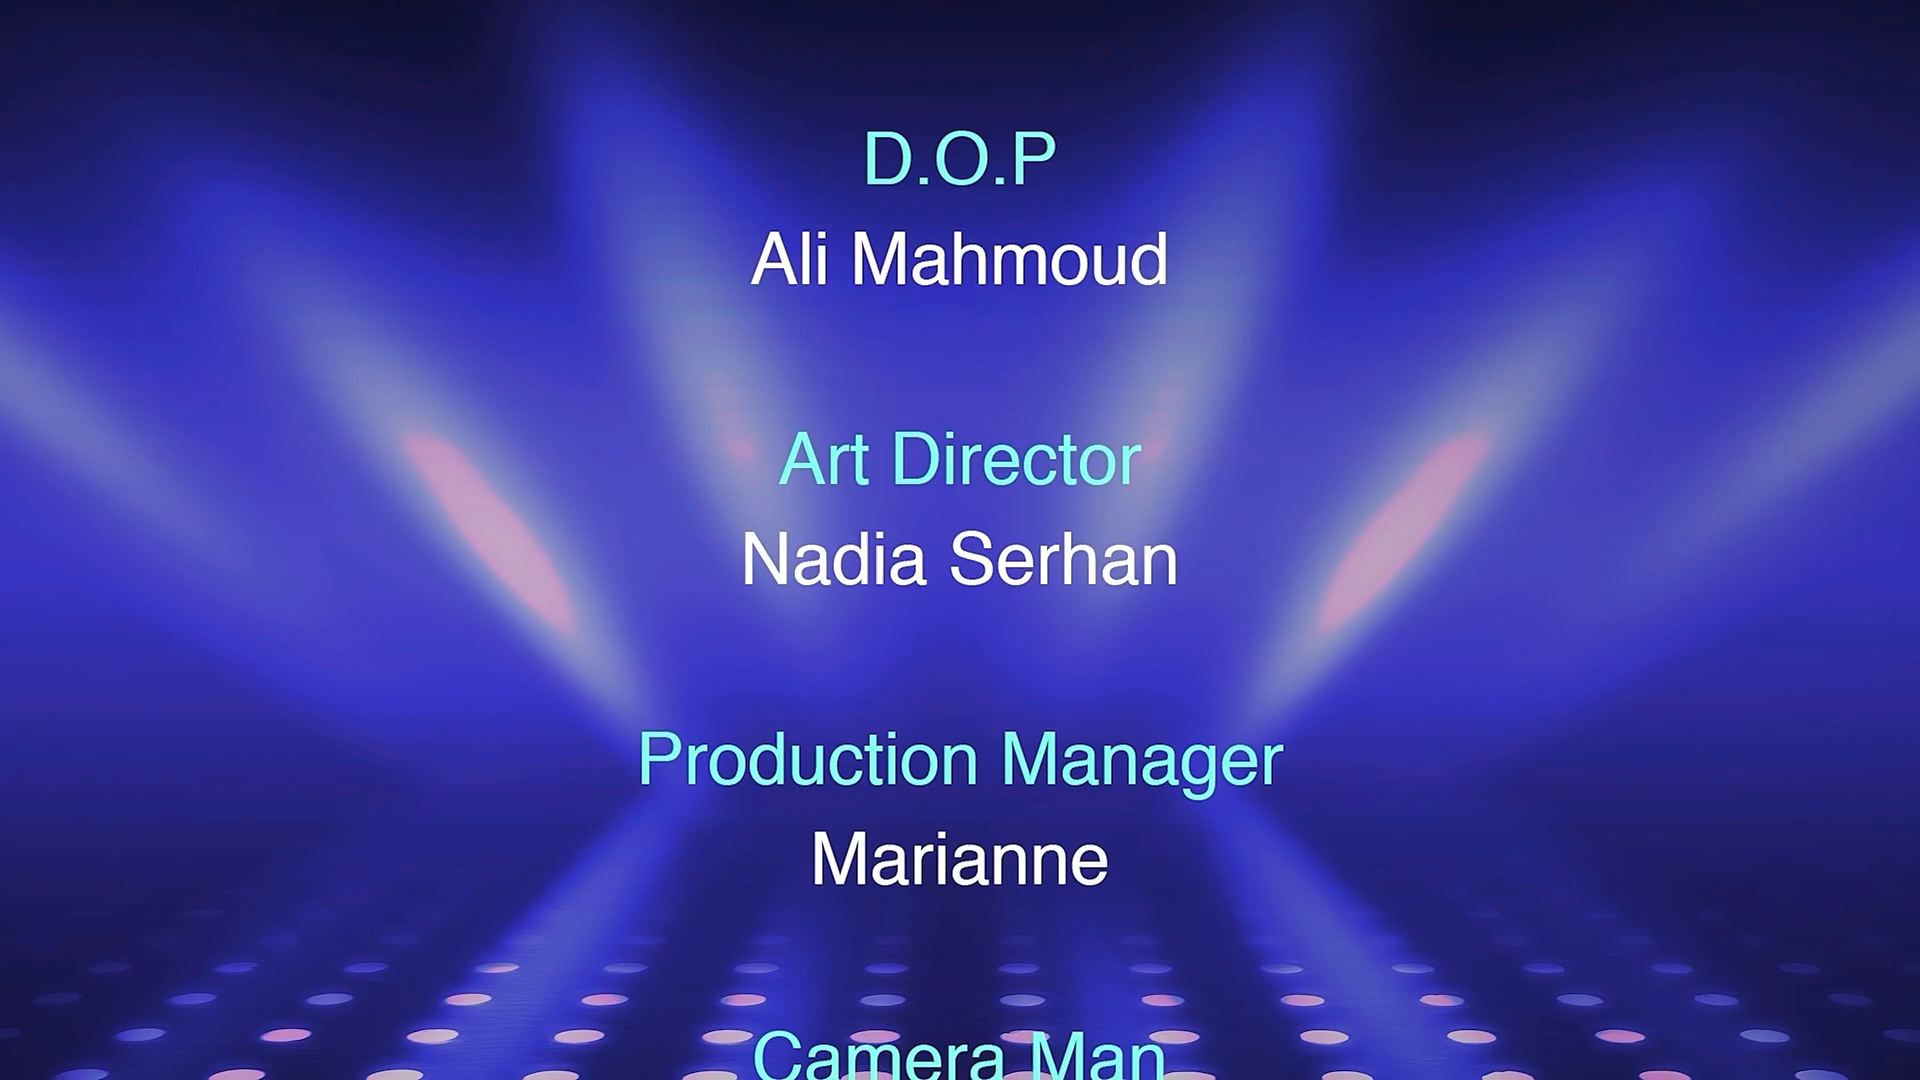 D.O.P
Ali Mahmoud
Art Director
Nadia Serhan
Production Manager
Marianne
Camera Man